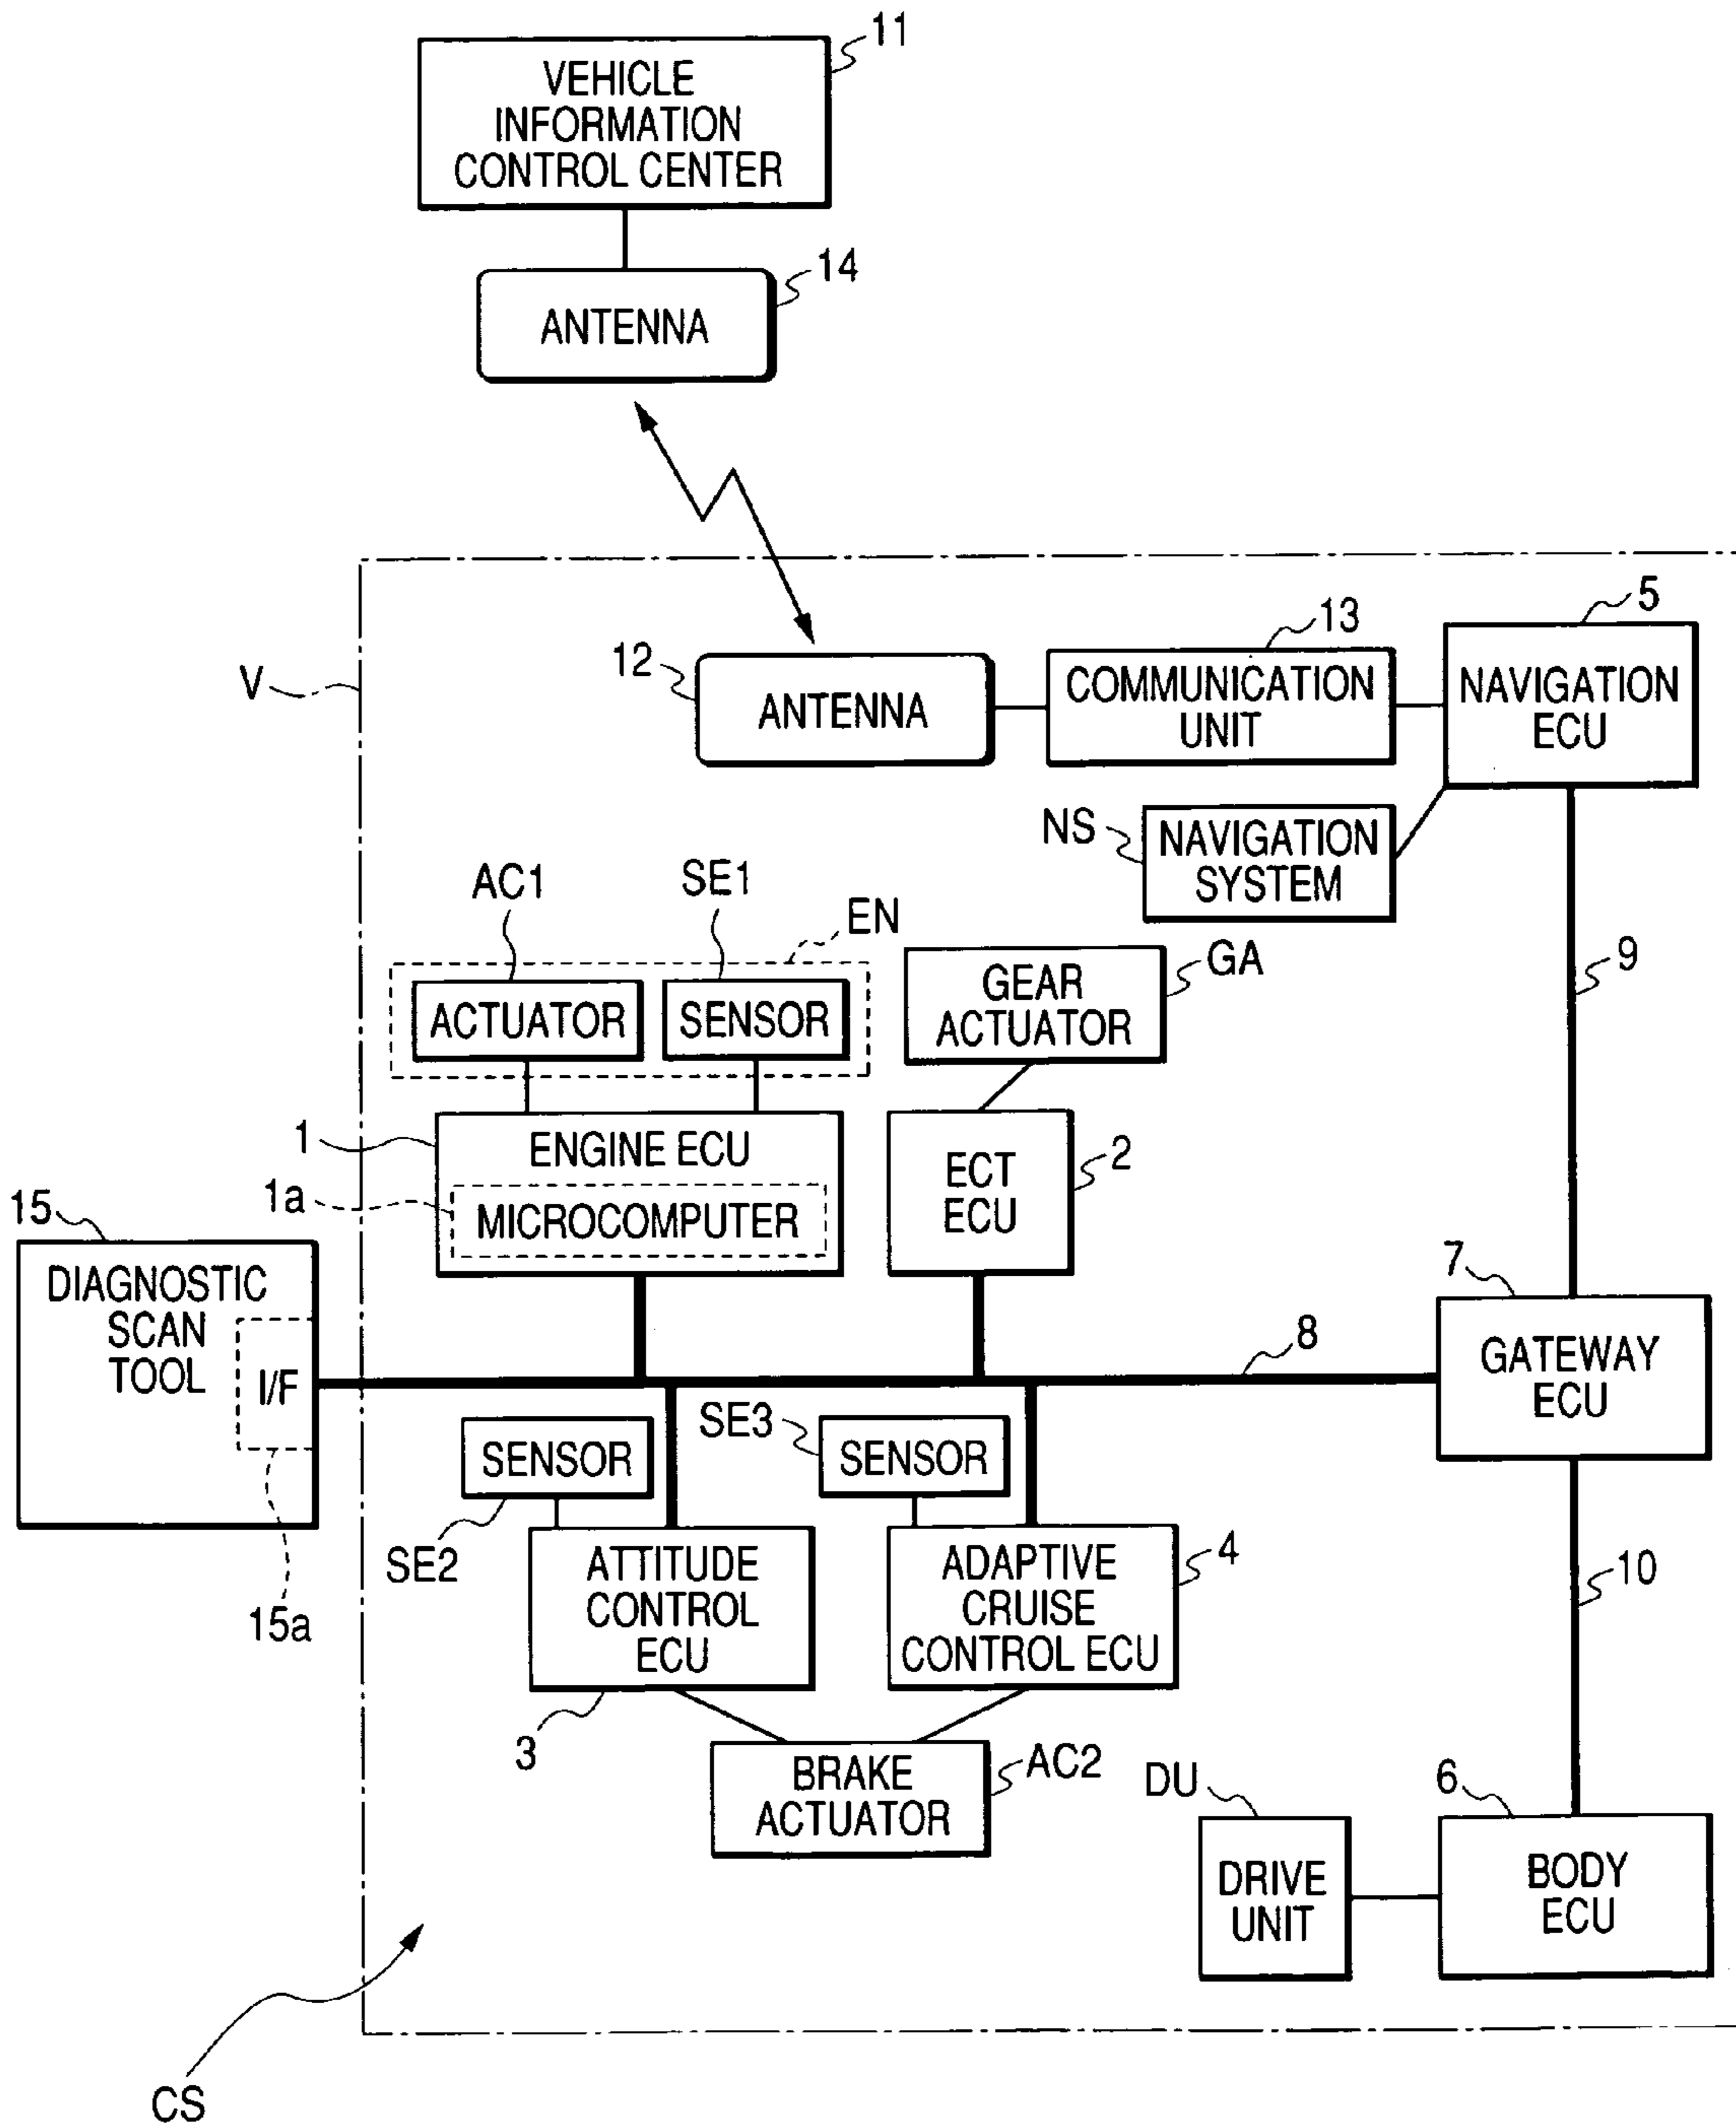 11
VEHICLE
INFORMATION
CONTROL CENTER
14
ANTENNA
5
13
12
V
ANTENNA
COMMUNICATION
UNIT
NAVIGATION
ECU
NS
NAVIGATION
SYSTEM
AC1
SE1
EN
GA
9
GEAR
ACTUATOR
ACTUATOR
SENSOR
1
ENGINE ECU
1a
MICROCOMPUTER
ECT
ECU
2
15
DIAGNOSTIC
SCAN
TOOL
I/F
15a
7
8
GATEWAY
ECU
SE3
SENSOR
SENSOR
SE2
ATTITUDE
CONTROL
ECU
3
ADAPTIVE
CRUISE
CONTROL ECU
4
10
BRAKE
ACTUATOR
AC2
DU
6
DRIVE
UNIT
BODY
ECU
CS